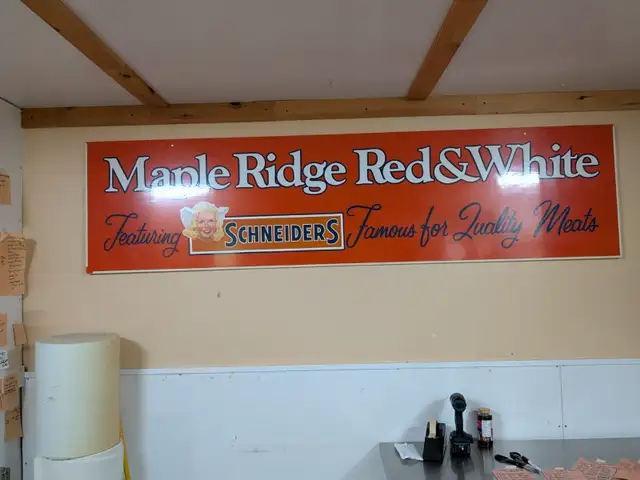 Maple Ridge Red&White
Featuring SCHNEIDERS Famous for Quality Meats